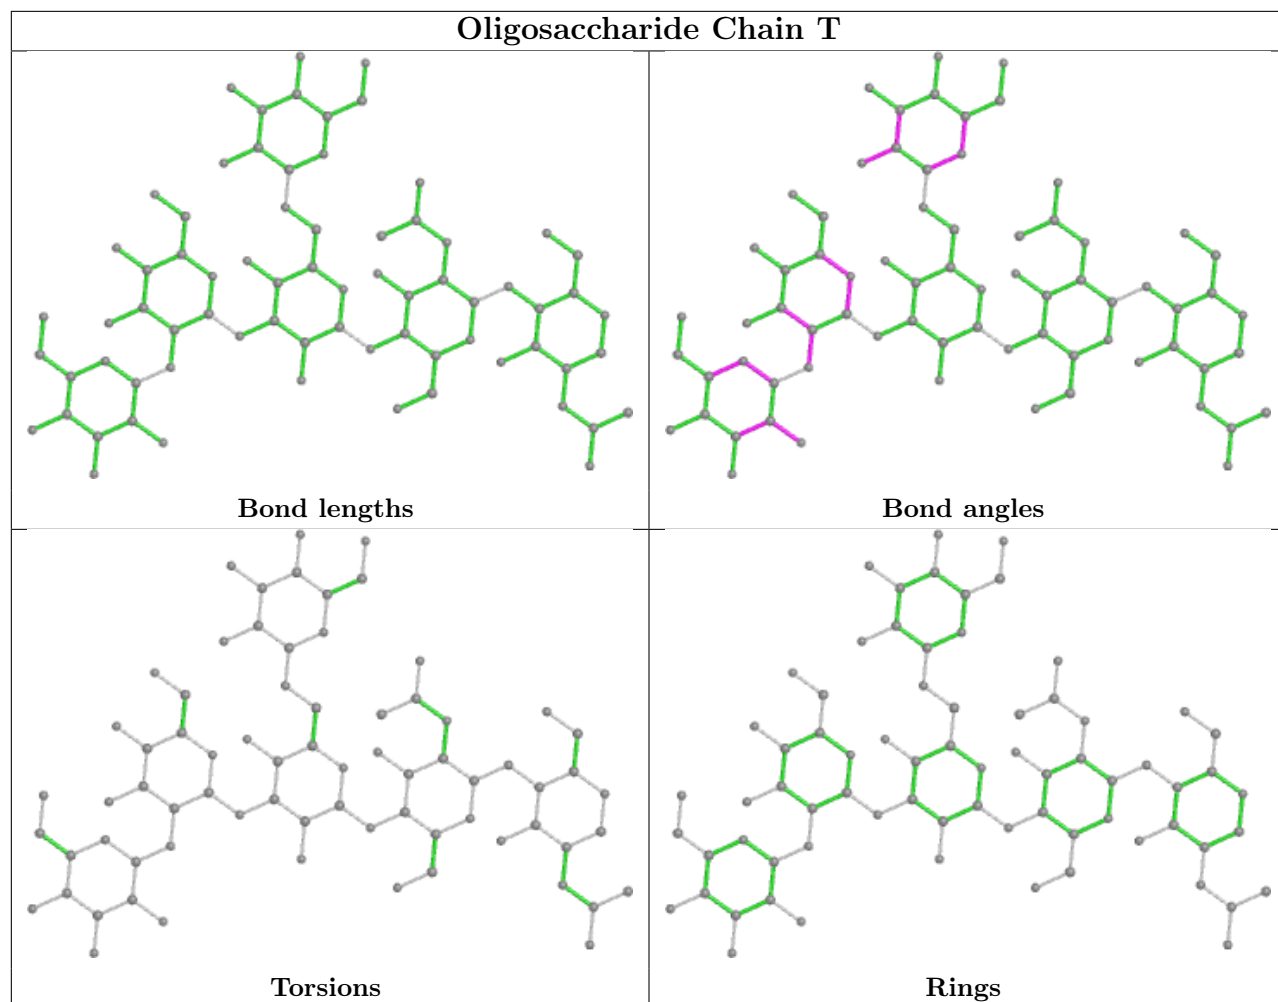 Oligosaccharide Chain T
Bond lengths
Bond angles
Torsions
Rings